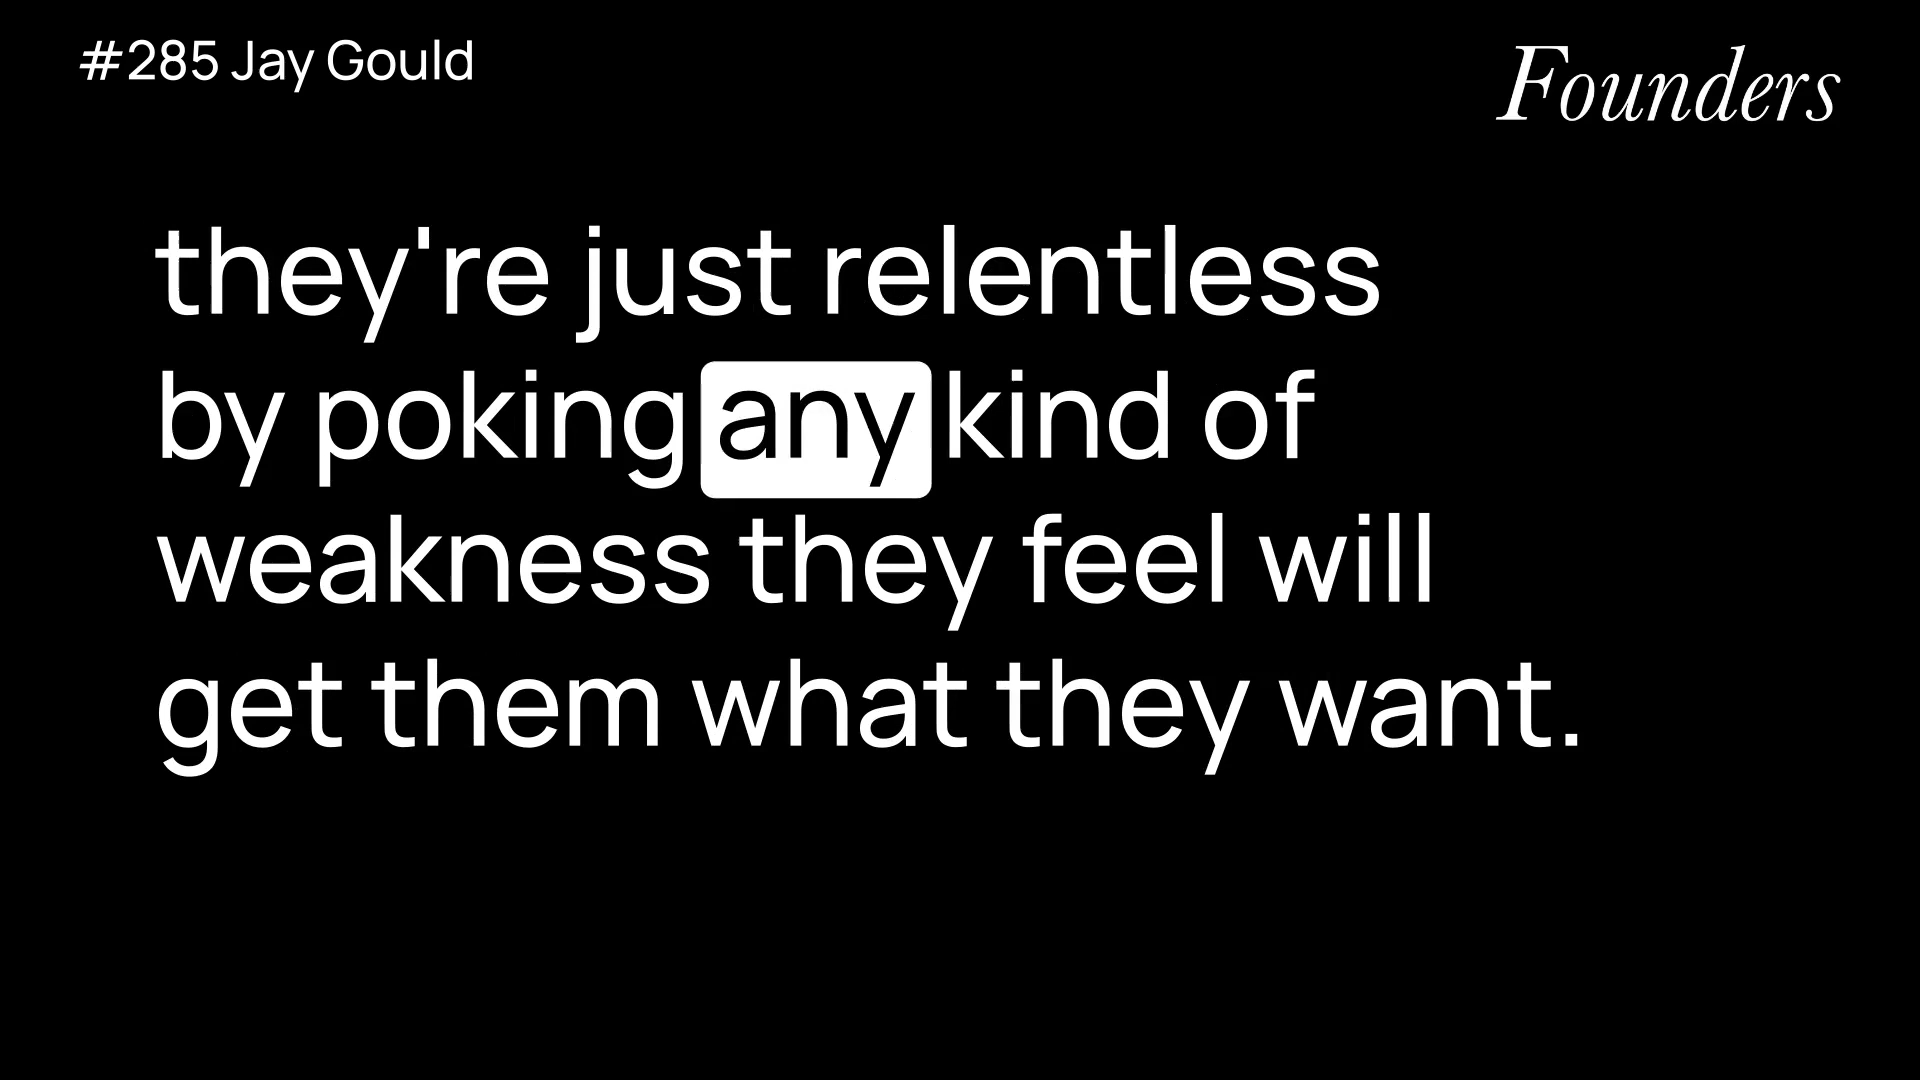 #285 Jay Gould
Founders
they're just relentless
by poking any kind of
weakness they feel will
get them what they want.